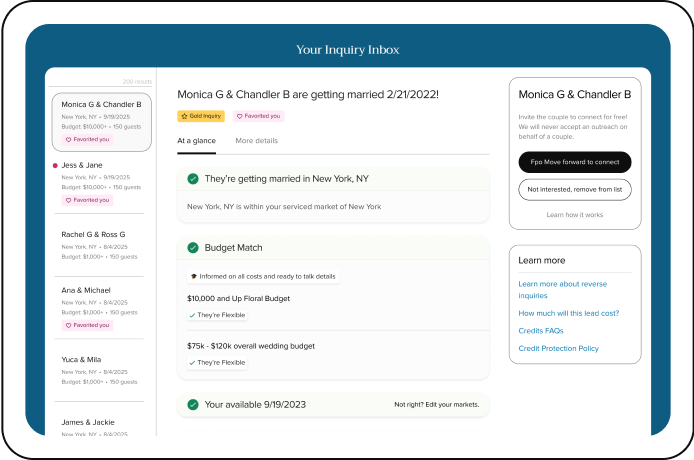 Your Inquiry Inbox
200 results
Monica G & Chandler B
New York, NY • 9/19/2025
Budget: $10,000+ • 150 guests
Favorited you
Jess & Jane
New York, NY • 9/19/2025
Budget: $10,000+ • 150 guests
Favorited you
Rachel G & Ross G
New York, NY • 8/4/2025
Budget: $1,000+ • 150 guests
Ana & Michael
New York, NY • 8/4/2025
Budget: $1,000+ • 150 guests
Favorited you
Yuca & Mila
New York, NY • 8/4/2025
Budget: $1,000+ • 150 guests
James & Jackie
New York, NY • 8/4/2025
Monica G & Chandler B are getting married 2/21/2022!
Gold Inquiry
Favorited you
At a glance
More details
They're getting married in New York, NY
New York, NY is within your serviced market of New York
Budget Match
Informed on all costs and ready to talk details
$10,000 and Up Floral Budget
They're Flexible
$75k - $120k overall wedding budget
They're Flexible
Your available 9/19/2023
Not right? Edit your markets.
Monica G & Chandler B
Invite the couple to connect for free!
We will never accept an outreach on
behalf of a couple.
Fpo Move forward to connect
Not interested, remove from list
Learn how it works
Learn more
Learn more about reverse
inquiries
How much will this lead cost?
Credits FAQs
Credit Protection Policy